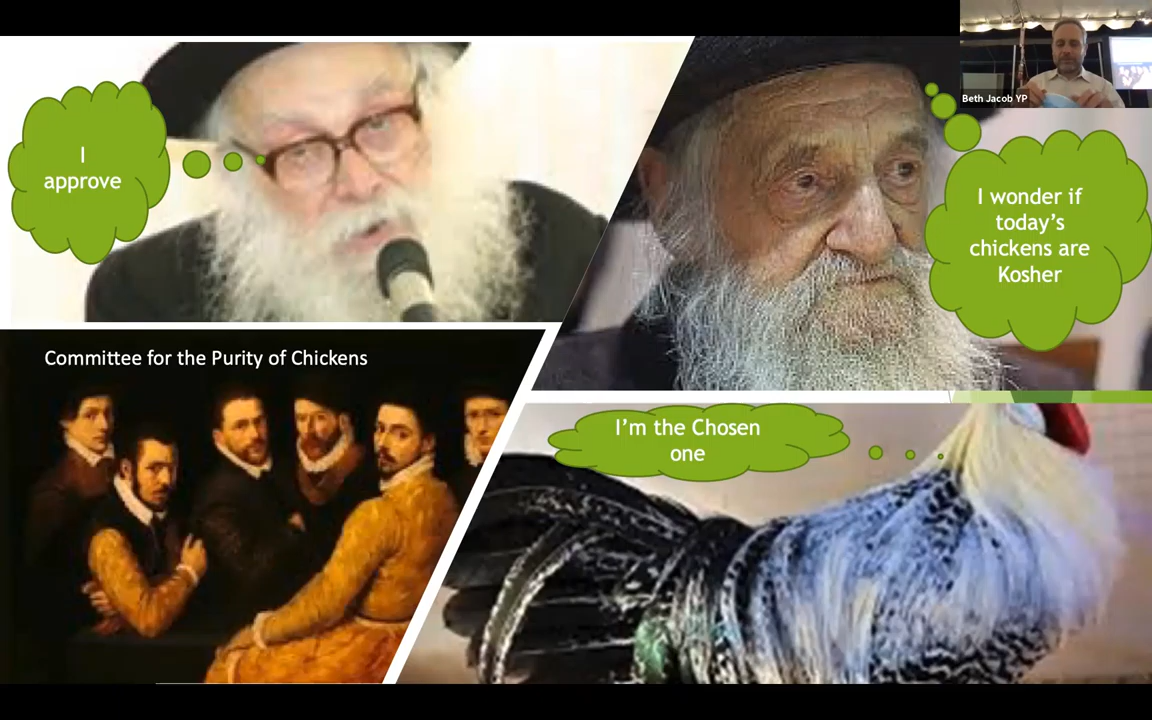 Beth Jacob YP
I
approve
I wonder if
today's
chickens are
Kosher
Committee for the Purity of Chickens
I'm the Chosen
one